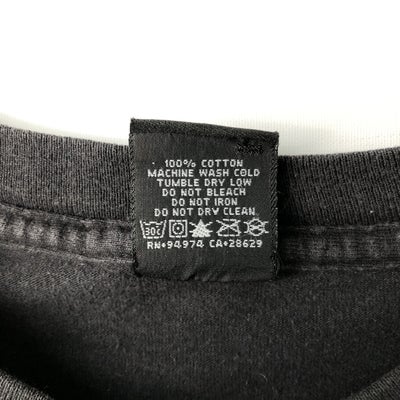 100% COTTON
MACHINE WASH COLD
TUMBLE DRY LOW
DO NOT BLEACH
DO NOT IRON
DO NOT DRY CLEAN
30C
RN•94974 CA•28629